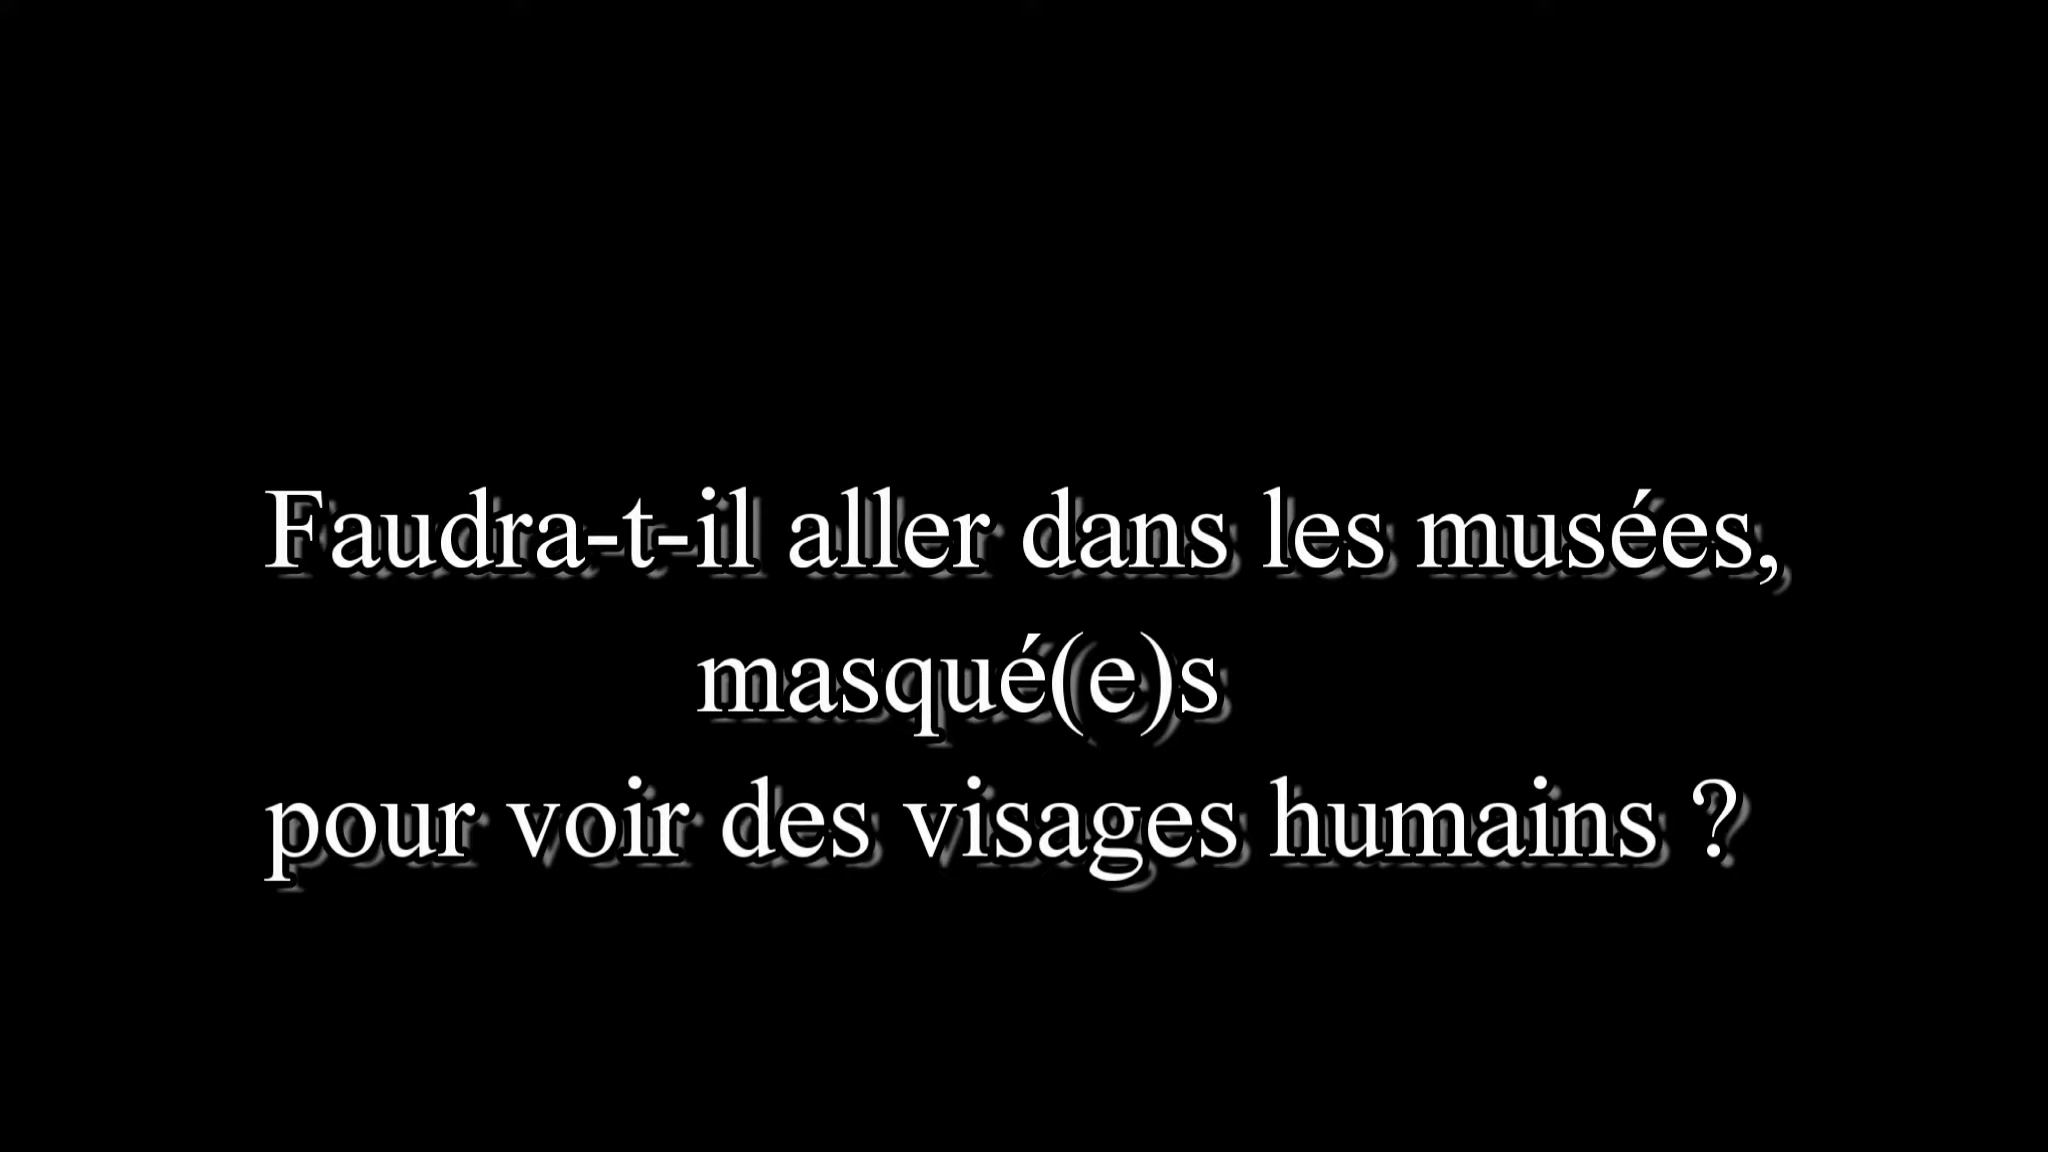 Faudra-t-il aller dans les musées,
masqué(e)s
pour voir des visages humains ?